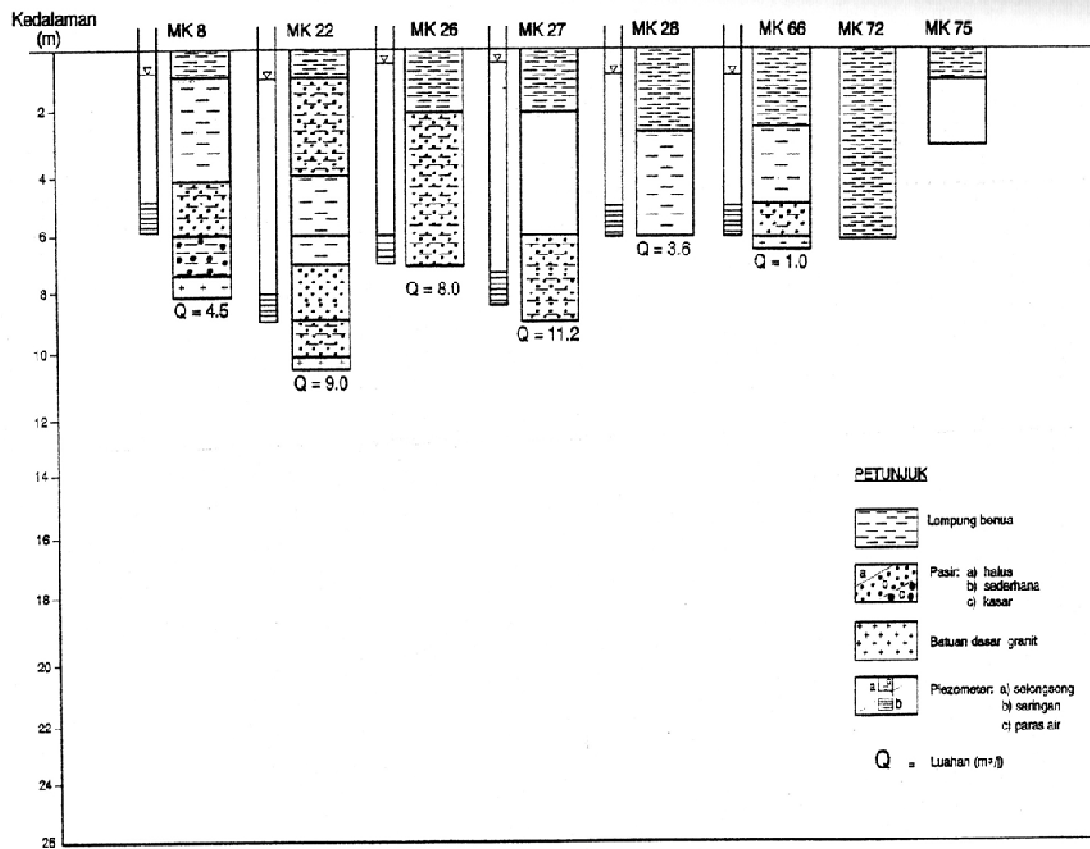 Kedalaman
(m)
MK 8
MK 22
MK 26
MK 27
MK 28
MK 66
MK 72
MK 75
2
4
6
8
10
12
14
16
18
20
22
24
26
Q = 4.5
Q = 9.0
Q = 8.0
Q = 11.2
Q = 3.6
Q = 1.0
PETUNJUK
Lompung benua
a b c
Pasir: a) halus
b) sederhana
c) kasar
Batuan dasar granit
a c b
Piezometer: a) selongsong
b) saringan
c) paras air
Q = Luahan (m³/j)